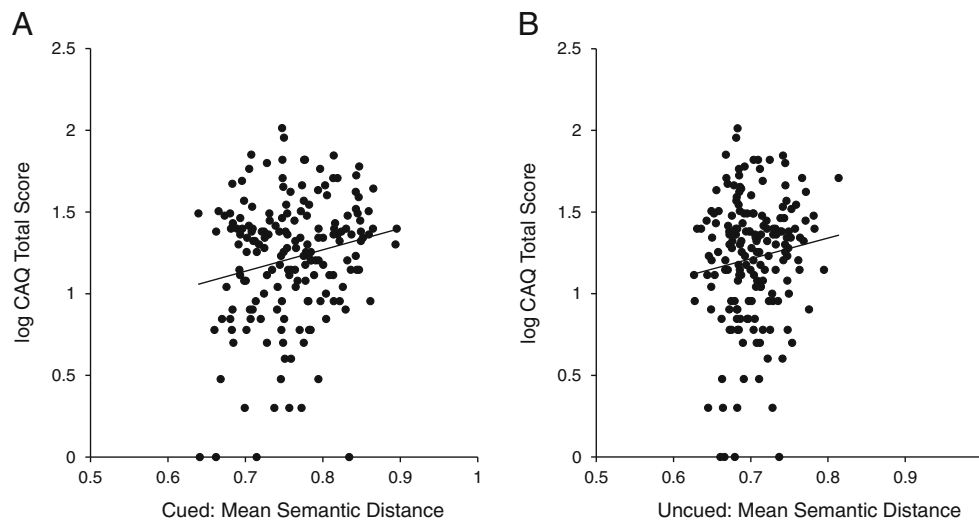 A
log CAQ Total Score
2.5
2
1.5
1
0.5
0
0.5 0.6 0.7 0.8 0.9 1
Cued: Mean Semantic Distance
B
log CAQ Total Score
2.5
2
1.5
1
0.5
0
0.5 0.6 0.7 0.8 0.9
Uncued: Mean Semantic Distance